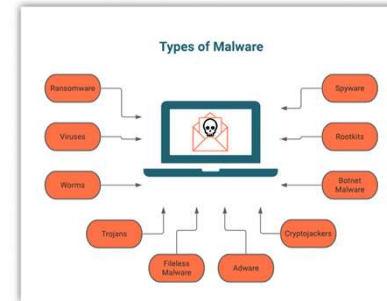 Types of Malware
Ransomware
Spyware
Viruses
Rootkits
Worms
Botnet
Malware
Trojans
Cryptojackers
Fileless
Malware
Adware